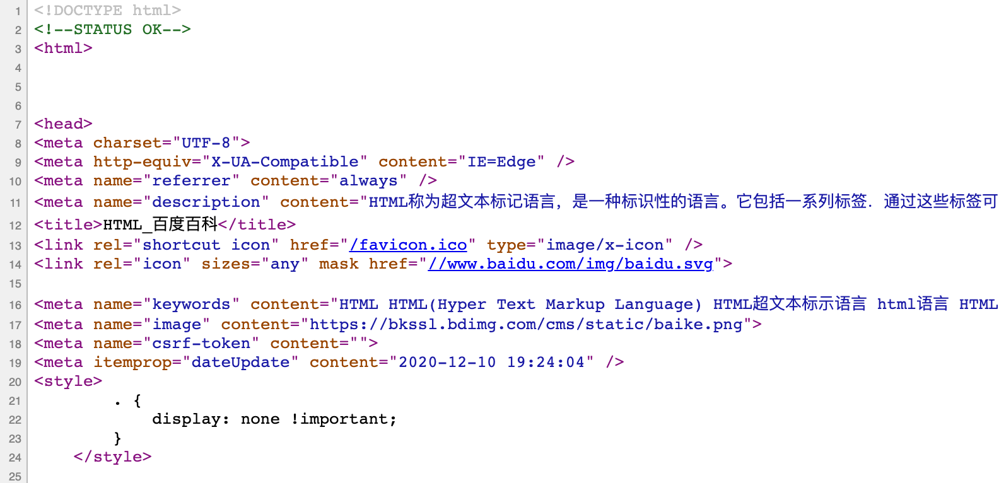 1 <!DOCTYPE html>
2 <!--STATUS OK-->
3 <html>
4
5
6
7 <head>
8 <meta charset="UTF-8">
9 <meta http-equiv="X-UA-Compatible" content="IE=Edge" />
10 <meta name="referrer" content="always" />
11 <meta name="description" content="HTML称为超文本标记语言，是一种标识性的语言。它包括一系列标签．通过这些标签可
12 <title>HTML_百度百科</title>
13 <link rel="shortcut icon" href="/favicon.ico" type="image/x-icon" />
14 <link rel="icon" sizes="any" mask href="//www.baidu.com/img/baidu.svg">
15
16 <meta name="keywords" content="HTML HTML(Hyper Text Markup Language) HTML超文本标示语言 html语言 HTML
17 <meta name="image" content="https://bkssl.bdimg.com/cms/static/baike.png">
18 <meta name="csrf-token" content="">
19 <meta itemprop="dateUpdate" content="2020-12-10 19:24:04" />
20 <style>
21 . {
22 display: none !important;
23 }
24 </style>
25